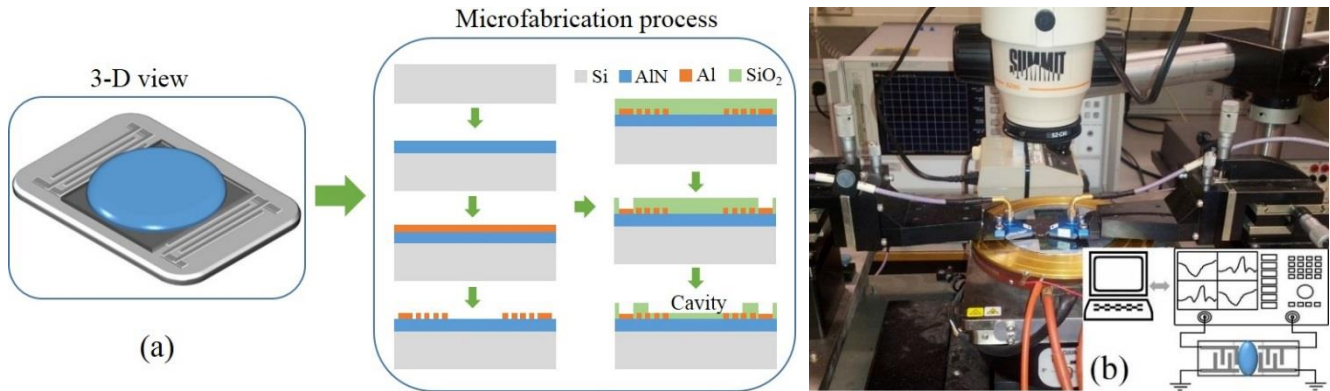 Microfabrication process
3-D view
Si AlN Al SiO2
Cavity
(a)
SUMMIT
(b)